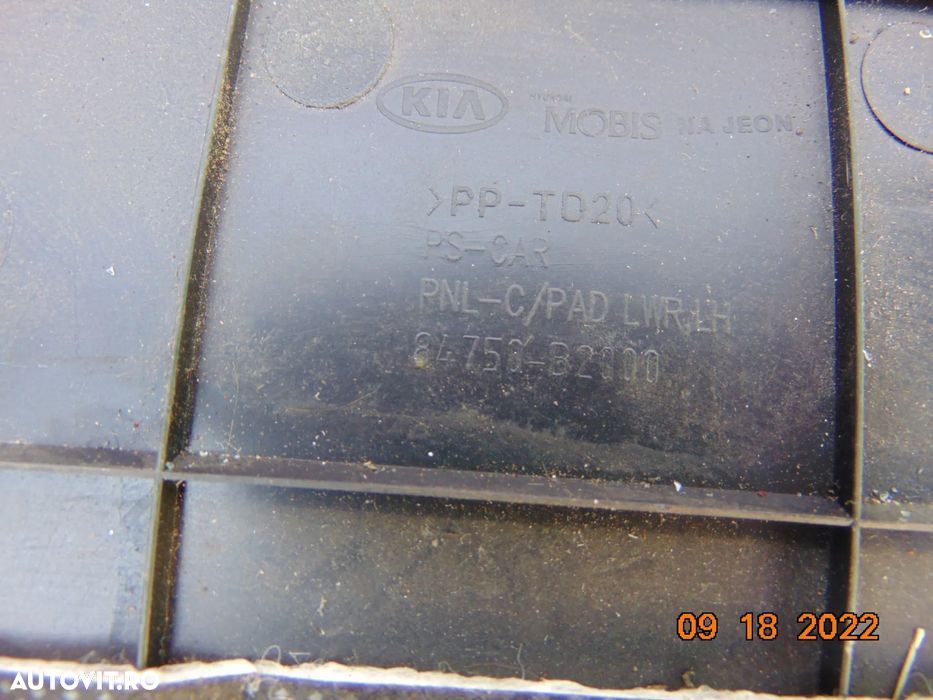 KIA
HYUNDAI
MOBIS NA JEON
>PP-TD20<
PS-CAR
PNL-C/PAD LWR,LH
84750-B2000
09 18 2022
AUTOVIT.RO